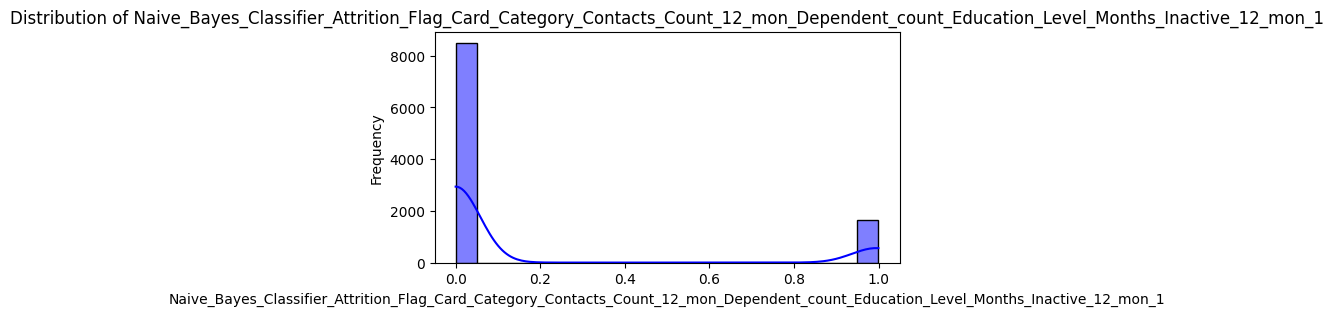 Distribution of Naive_Bayes_Classifier_Attrition_Flag_Card_Category_Contacts_Count_12_mon_Dependent_count_Education_Level_Months_Inactive_12_mon_1
8000
6000
4000
2000
0
Frequency
0.0 0.2 0.4 0.6 0.8 1.0
Naive_Bayes_Classifier_Attrition_Flag_Card_Category_Contacts_Count_12_mon_Dependent_count_Education_Level_Months_Inactive_12_mon_1